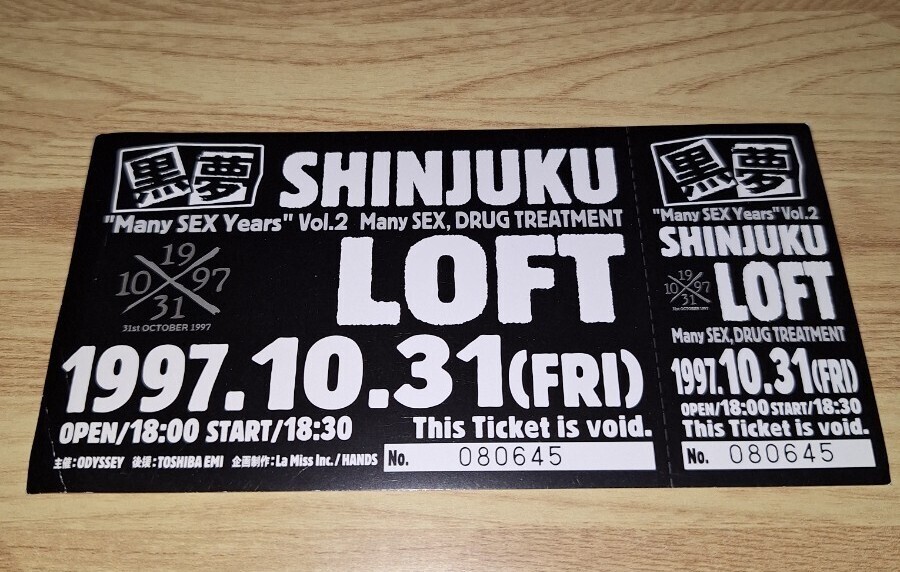 黒夢
SHINJUKU
"Many SEX Years" Vol.2 Many SEX, DRUG TREATMENT
LOFT
19
10 97
31
31st OCTOBER 1997
1997.10.31(FRI)
OPEN/18:00 START/18:30
This Ticket is void.
主催:ODYSSEY 後援:TOSHIBA EMI 企画制作:La Miss Inc./HANDS
No. 080645
黒夢
"Many SEX Years" Vol.2
SHINJUKU
LOFT
19
10 97
31
31st OCTOBER 1997
Many SEX, DRUG TREATMENT
1997.10.31(FRI)
OPEN/18:00 START/18:30
This Ticket is void.
No. 080645